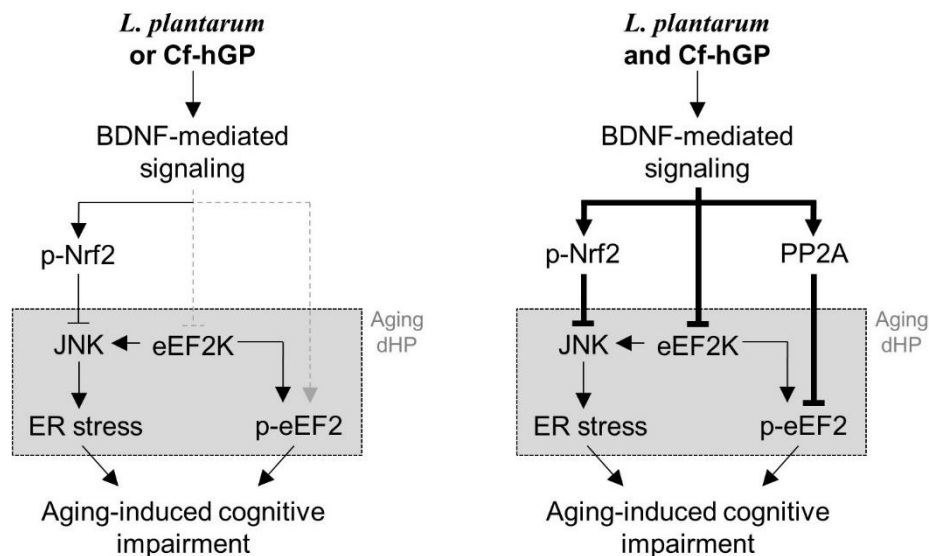 L. plantarum
or Cf-hGP
BDNF-mediated
signaling
p-Nrf2
Aging
dHP
JNK
eEF2K
ER stress
p-eEF2
Aging-induced cognitive
impairment
L. plantarum
and Cf-hGP
BDNF-mediated
signaling
p-Nrf2
PP2A
Aging
dHP
JNK
eEF2K
ER stress
p-eEF2
Aging-induced cognitive
impairment